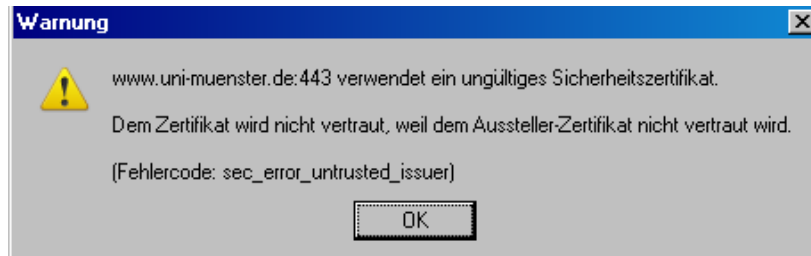 Warnung
www.uni-muenster.de:443 verwendet ein ungültiges Sicherheitszertifikat.
Dem Zertifikat wird nicht vertraut, weil dem Aussteller-Zertifikat nicht vertraut wird.
(Fehlercode: sec_error_untrusted_issuer)
OK